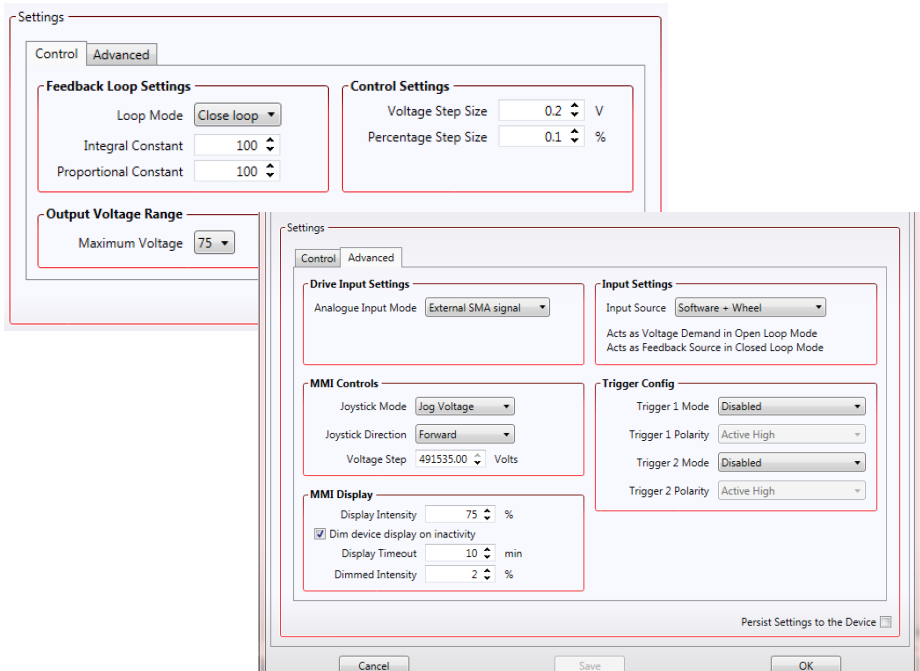 Settings
Control Advanced
Feedback Loop Settings
Loop Mode Close loop
Integral Constant 100
Proportional Constant 100
Control Settings
Voltage Step Size 0.2 V
Percentage Step Size 0.1 %
Output Voltage Range
Maximum Voltage 75
Settings
Control Advanced
Drive Input Settings
Analogue Input Mode External SMA signal
Input Settings
Input Source Software + Wheel
Acts as Voltage Demand in Open Loop Mode
Acts as Feedback Source in Closed Loop Mode
MMI Controls
Joystick Mode Jog Voltage
Joystick Direction Forward
Voltage Step 491535.00 Volts
Trigger Config
Trigger 1 Mode Disabled
Trigger 1 Polarity Active High
Trigger 2 Mode Disabled
Trigger 2 Polarity Active High
MMI Display
Display Intensity 75 %
Dim device display on inactivity
Display Timeout 10 min
Dimmed Intensity 2 %
Persist Settings to the Device
Cancel Save OK